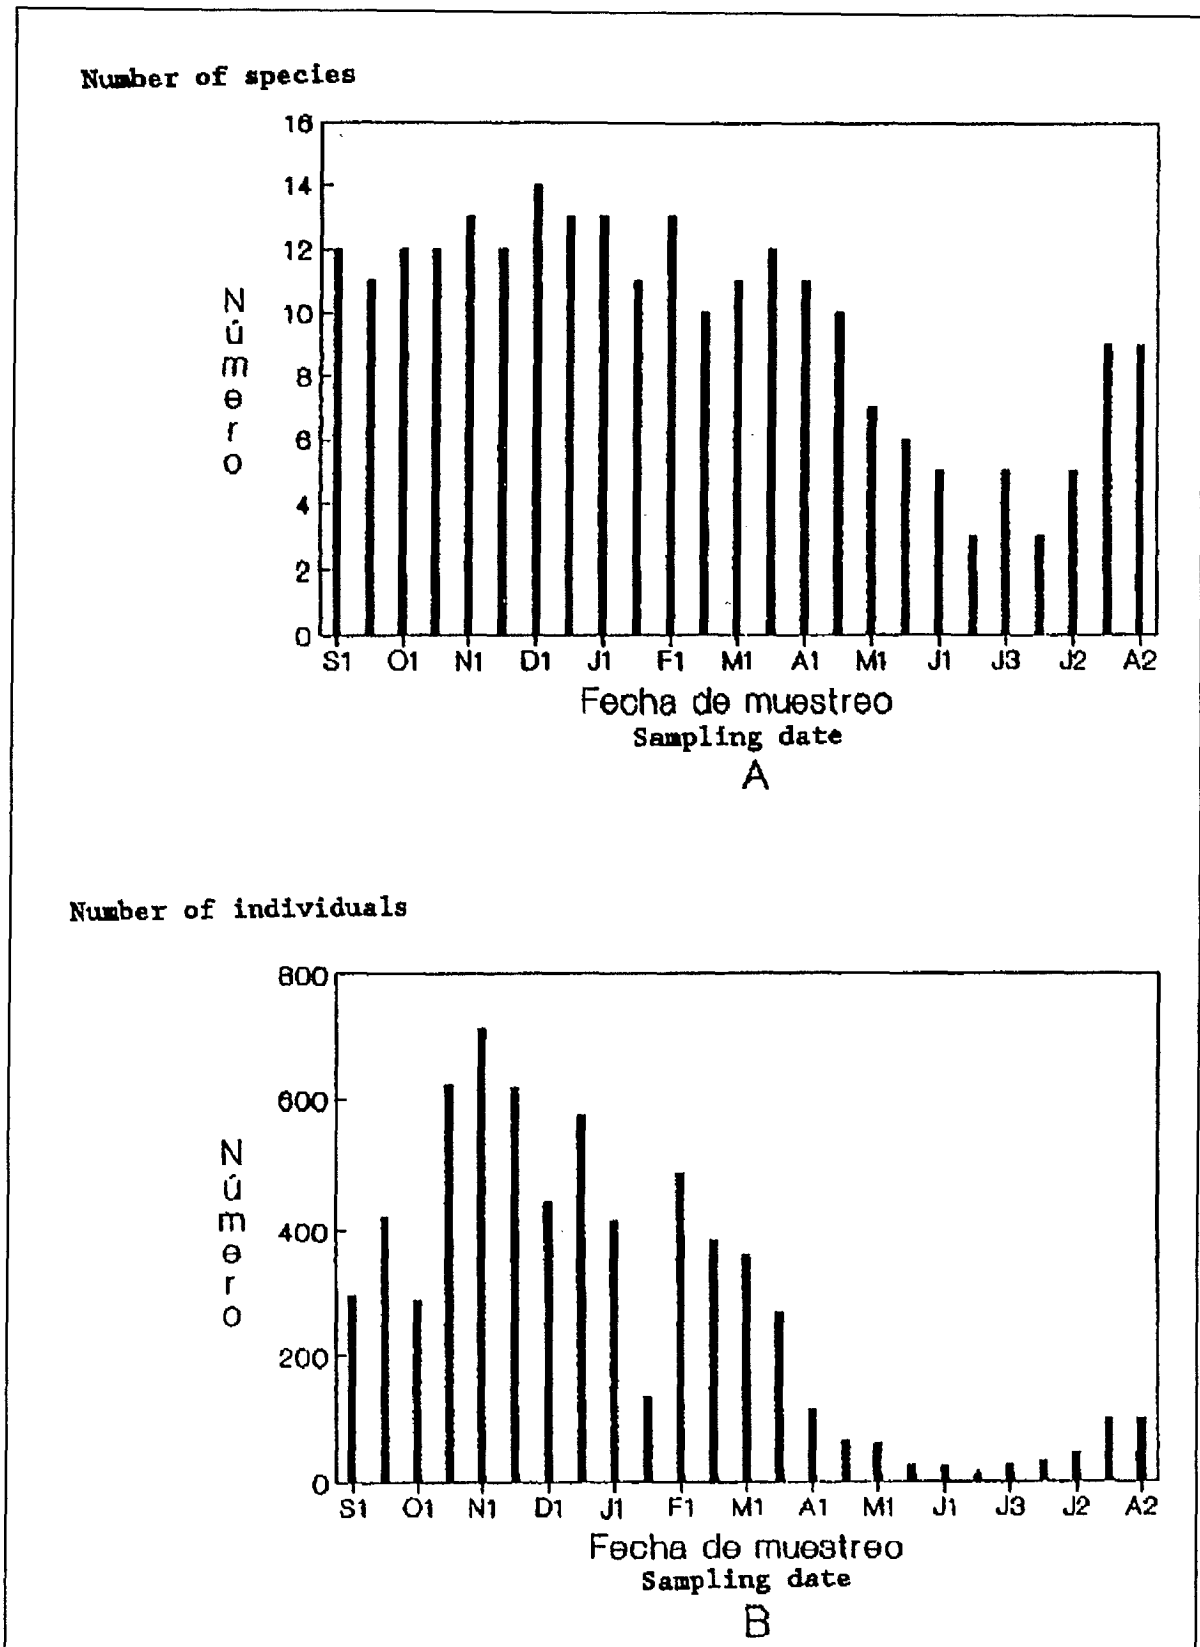 Number of species
16
14
12
10
8
6
4
2
0
Número
S1 O1 N1 D1 J1 F1 M1 A1 M1 J1 J3 J2 A2
Fecha de muestreo
Sampling date
A
Number of individuals
800
600
400
200
0
Número
S1 O1 N1 D1 J1 F1 M1 A1 M1 J1 J3 J2 A2
Fecha de muestreo
Sampling date
B